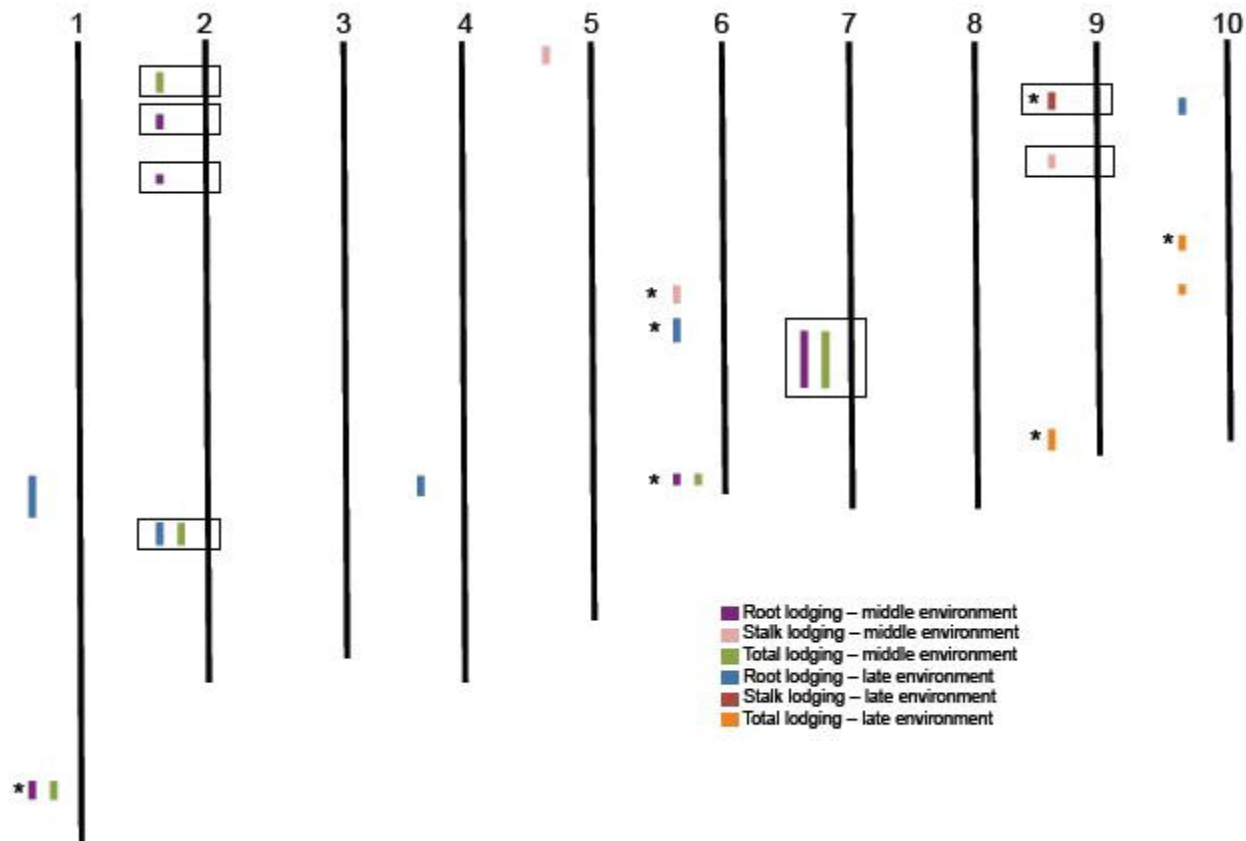 1 2 3 4 5 6 7 8 9 10
*
*
*
*
*
*
*
Root lodging – middle environment
Stalk lodging – middle environment
Total lodging – middle environment
Root lodging – late environment
Stalk lodging – late environment
Total lodging – late environment
*